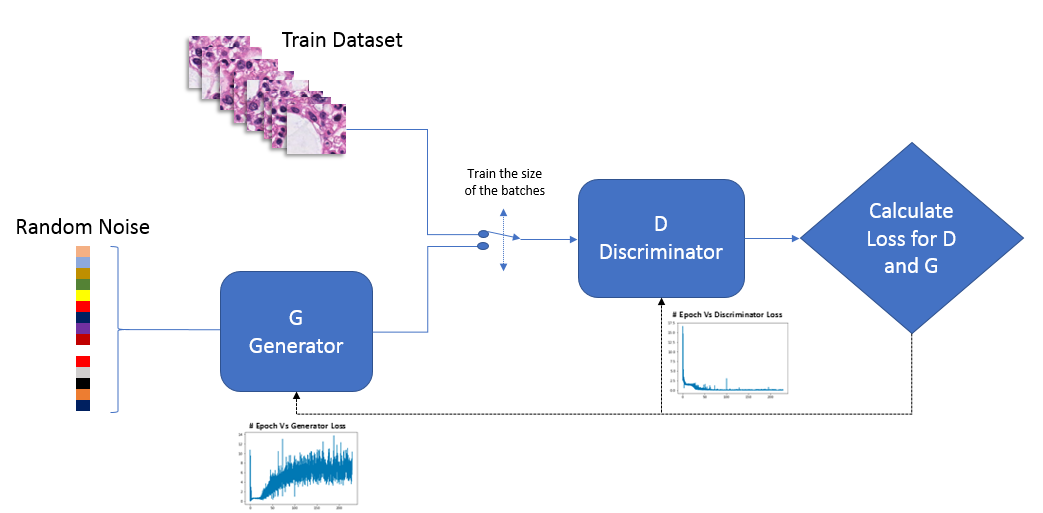 Train Dataset
Train the size
of the batches
Random Noise
G
Generator
D
Discriminator
Calculate
Loss for D
and G
# Epoch Vs Discriminator Loss
# Epoch Vs Generator Loss